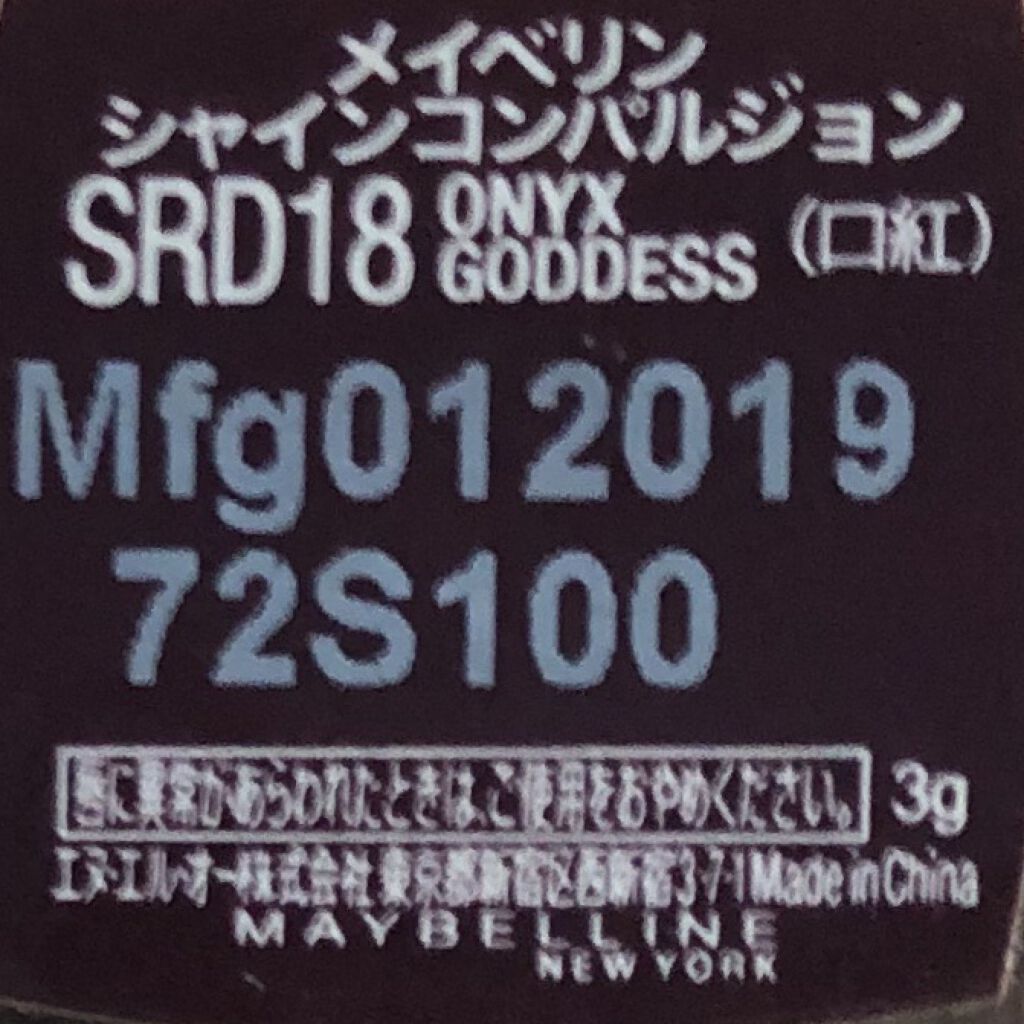 メイベリン
シャインコンパルジョン
SRD18 ONYX GODDESS (口紅)
Mfg012019
72S100
唇に異常があらわれたときは、ご使用をおやめください。 3g
エヌ・エル・オー株式会社 東京都新宿区西新宿3-7-1 Made in China
MAYBELLINE
NEW YORK